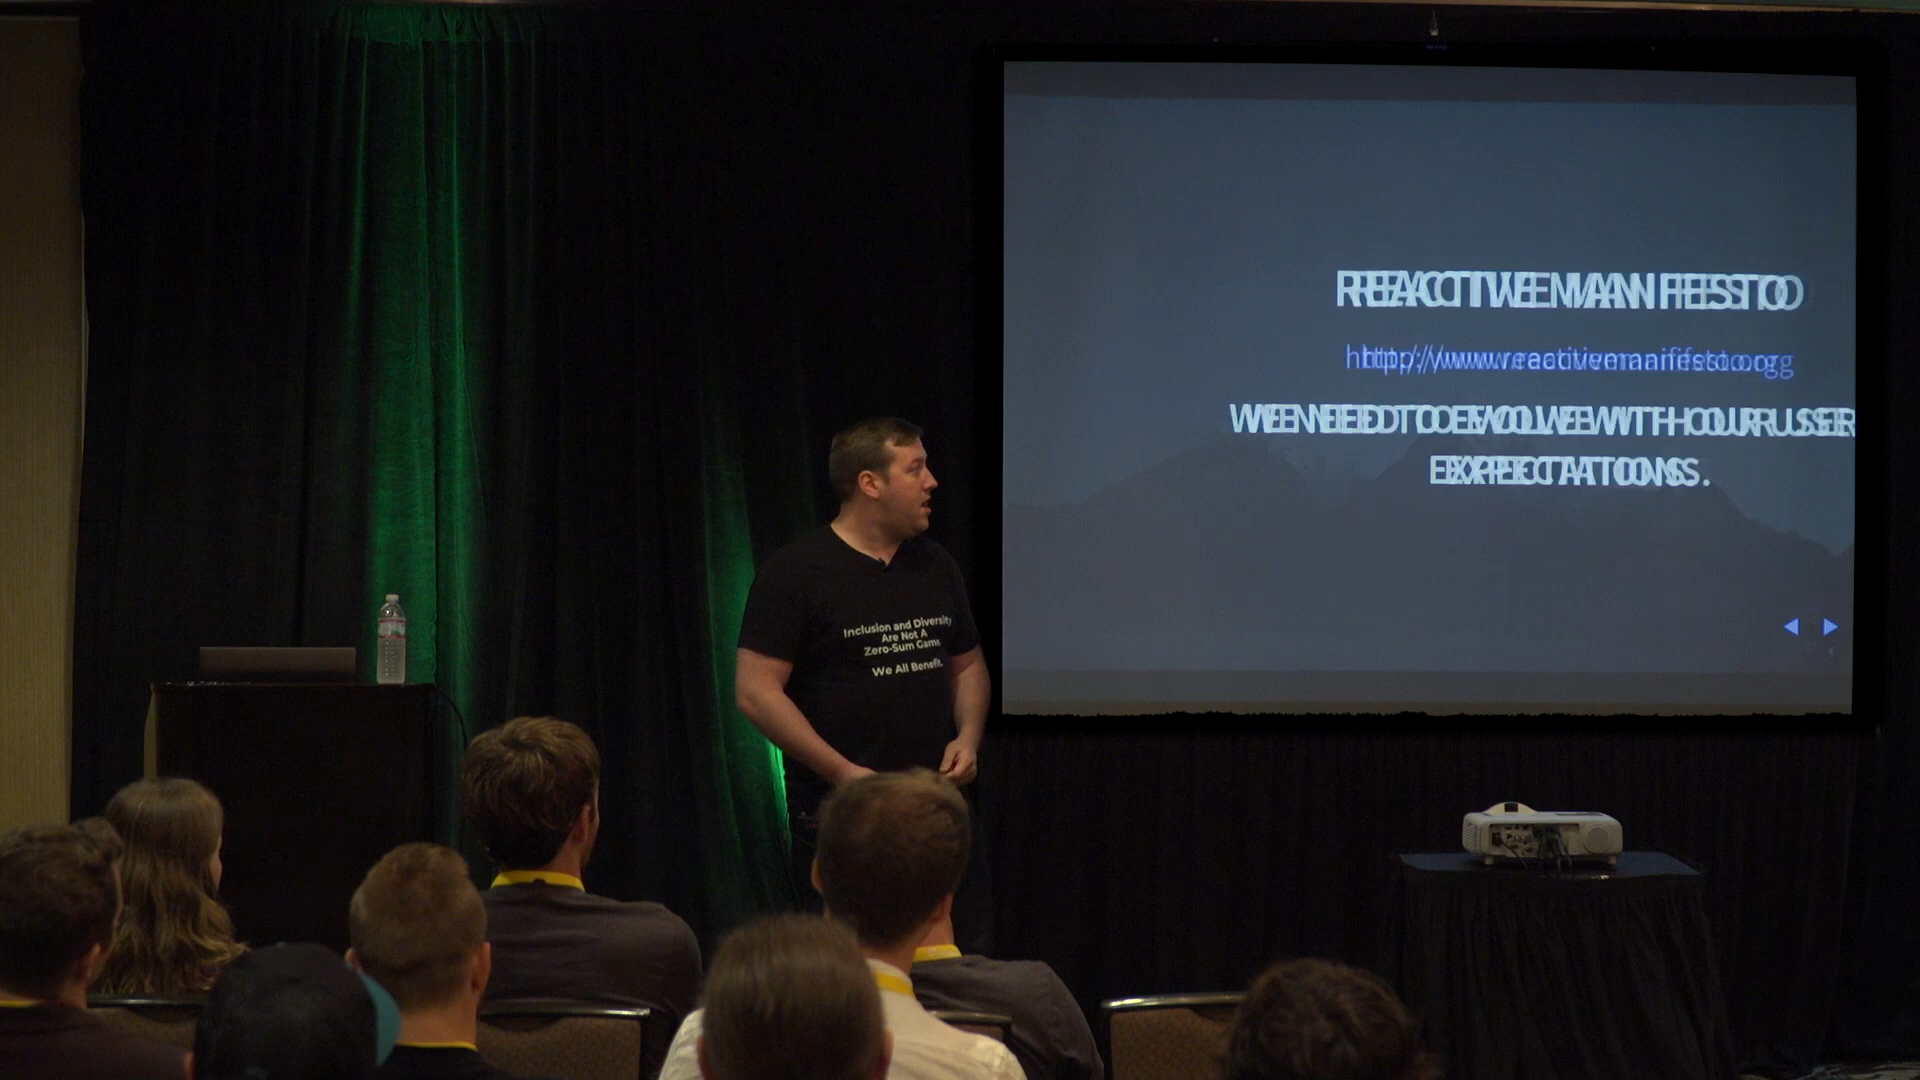 REACTIVE MANIFESTO
http://www.reactivemanifesto.org
WE NEED TO EVOLVE WITH OUR USER
EXPECTATIONS.
Inclusion and Diversity
Are Not A
Zero-Sum Game
We All Benefit.